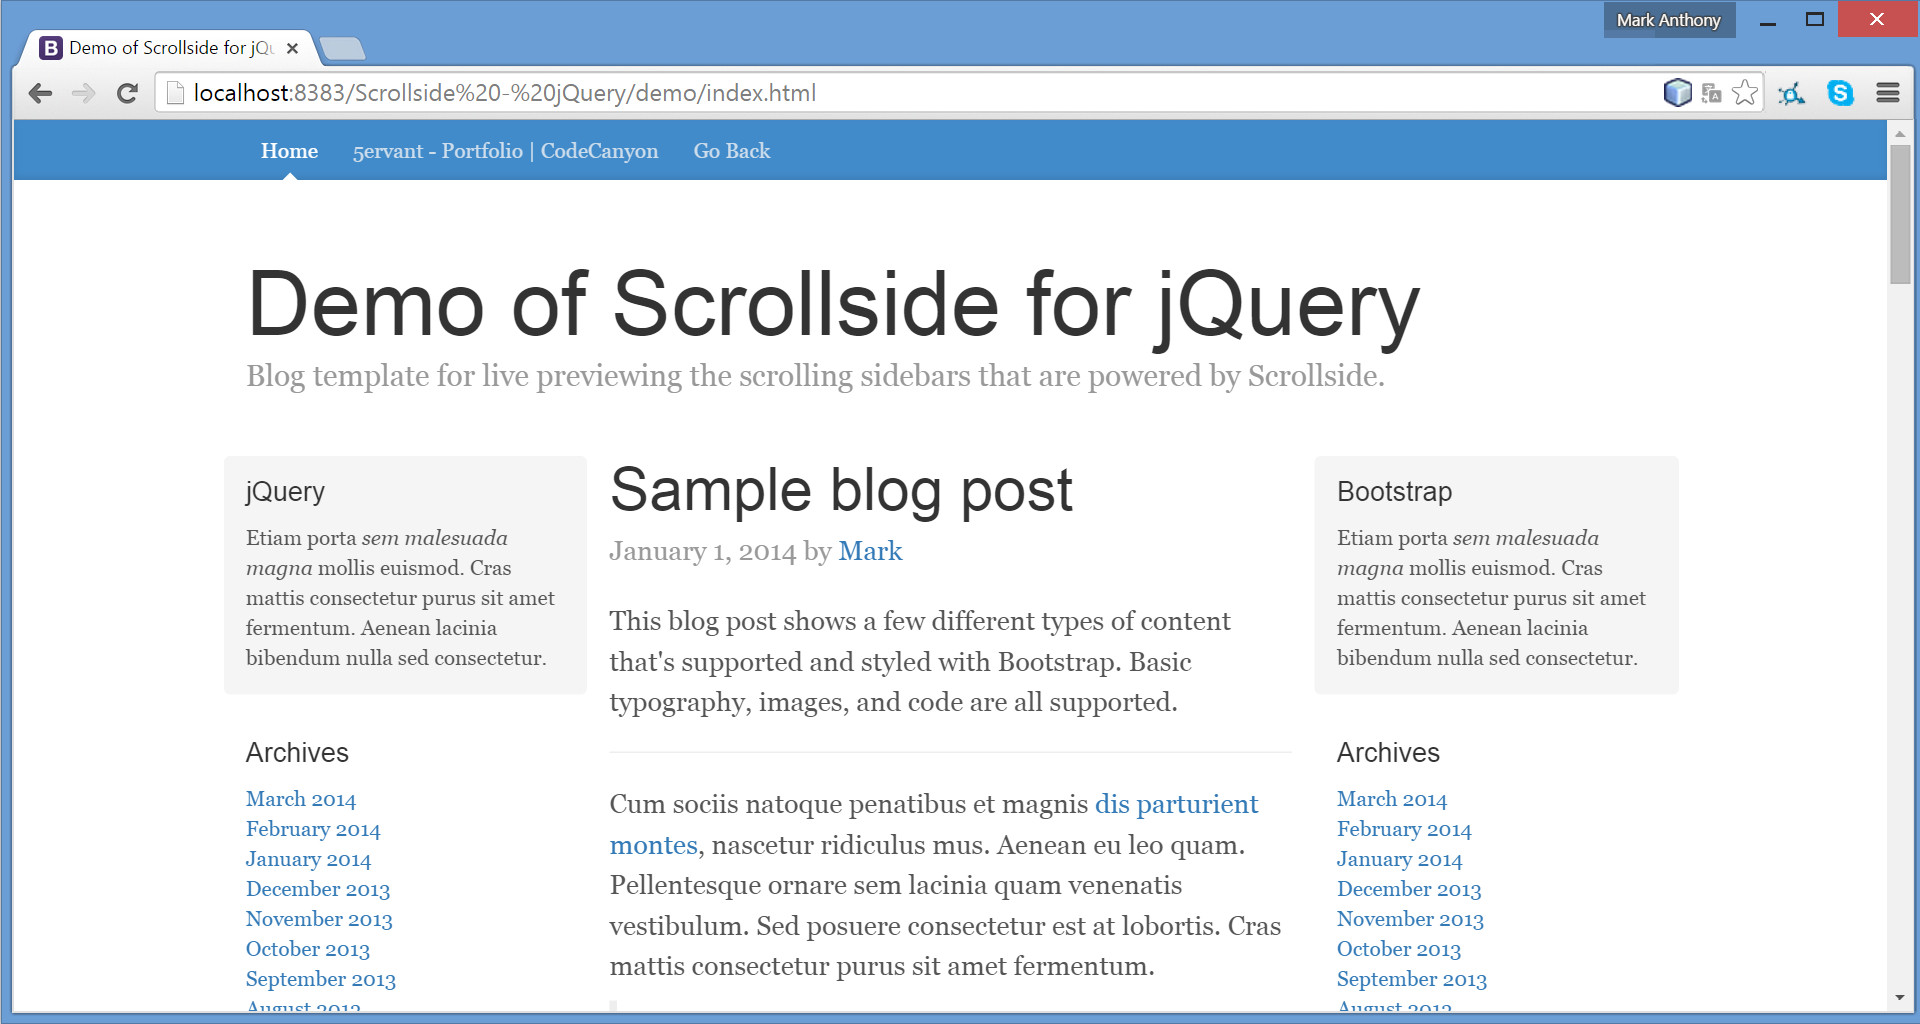 Mark Anthony
B Demo of Scrollside for jQu
localhost:8383/Scrollside%20-%20jQuery/demo/index.html
Home 5ervant - Portfolio | CodeCanyon Go Back
Demo of Scrollside for jQuery
Blog template for live previewing the scrolling sidebars that are powered by Scrollside.
jQuery
Etiam porta sem malesuada
magna mollis euismod. Cras
mattis consectetur purus sit amet
fermentum. Aenean lacinia
bibendum nulla sed consectetur.
Archives
March 2014
February 2014
January 2014
December 2013
November 2013
October 2013
September 2013
August 2013
Sample blog post
January 1, 2014 by Mark
This blog post shows a few different types of content
that's supported and styled with Bootstrap. Basic
typography, images, and code are all supported.
Cum sociis natoque penatibus et magnis dis parturient
montes, nascetur ridiculus mus. Aenean eu leo quam.
Pellentesque ornare sem lacinia quam venenatis
vestibulum. Sed posuere consectetur est at lobortis. Cras
mattis consectetur purus sit amet fermentum.
Bootstrap
Etiam porta sem malesuada
magna mollis euismod. Cras
mattis consectetur purus sit amet
fermentum. Aenean lacinia
bibendum nulla sed consectetur.
Archives
March 2014
February 2014
January 2014
December 2013
November 2013
October 2013
September 2013
August 2013